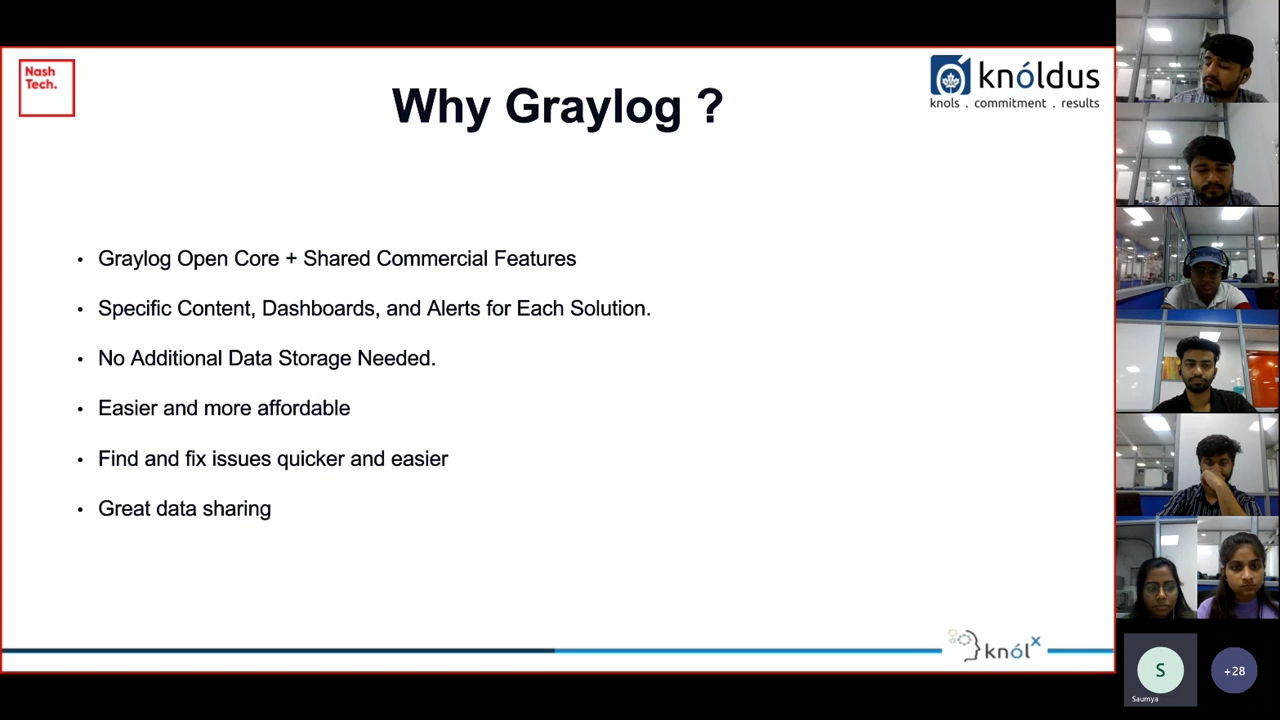 Nash
Tech.
knóldus
knols . commitment . results
Why Graylog ?
• Graylog Open Core + Shared Commercial Features
• Specific Content, Dashboards, and Alerts for Each Solution.
• No Additional Data Storage Needed.
• Easier and more affordable
• Find and fix issues quicker and easier
• Great data sharing
knólx
S
Saumya
+28